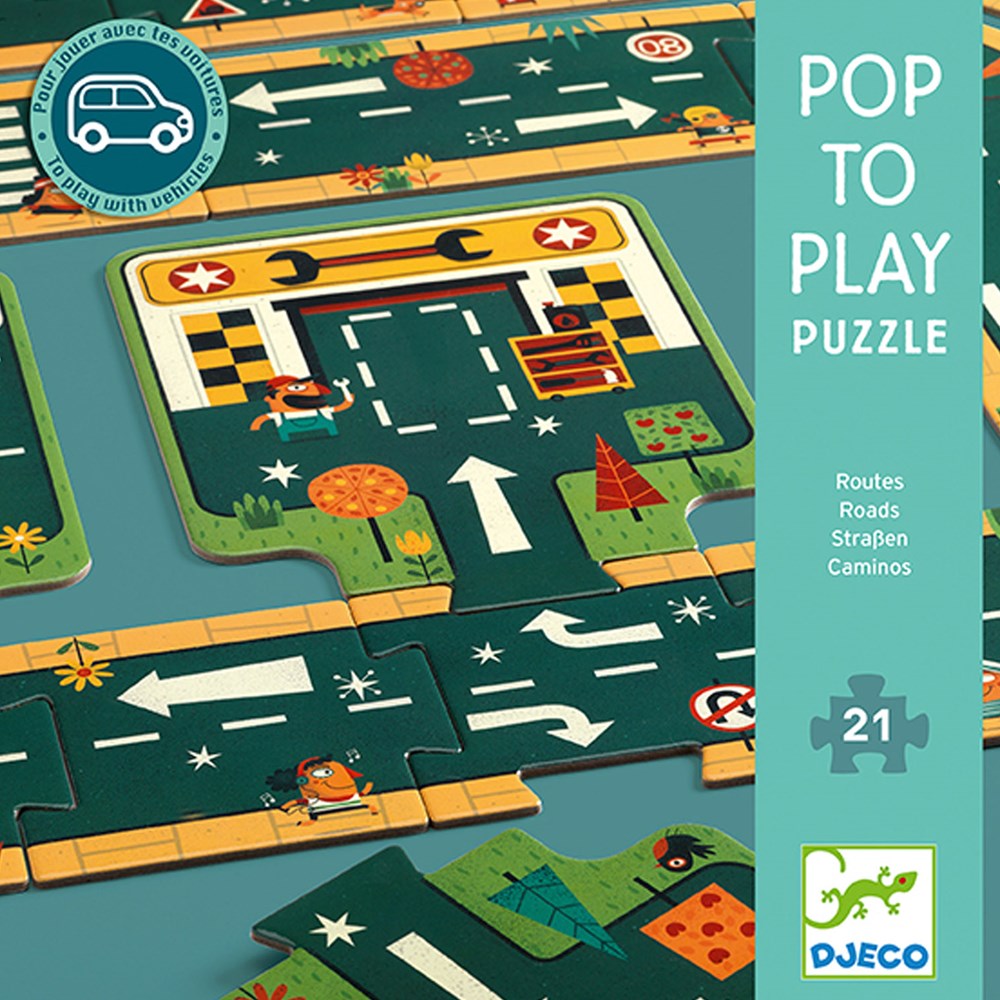 Pour jouer avec tes voitures
To play with vehicles
08
POP
TO
PLAY
PUZZLE
Routes
Roads
Straßen
Caminos
21
DJECO